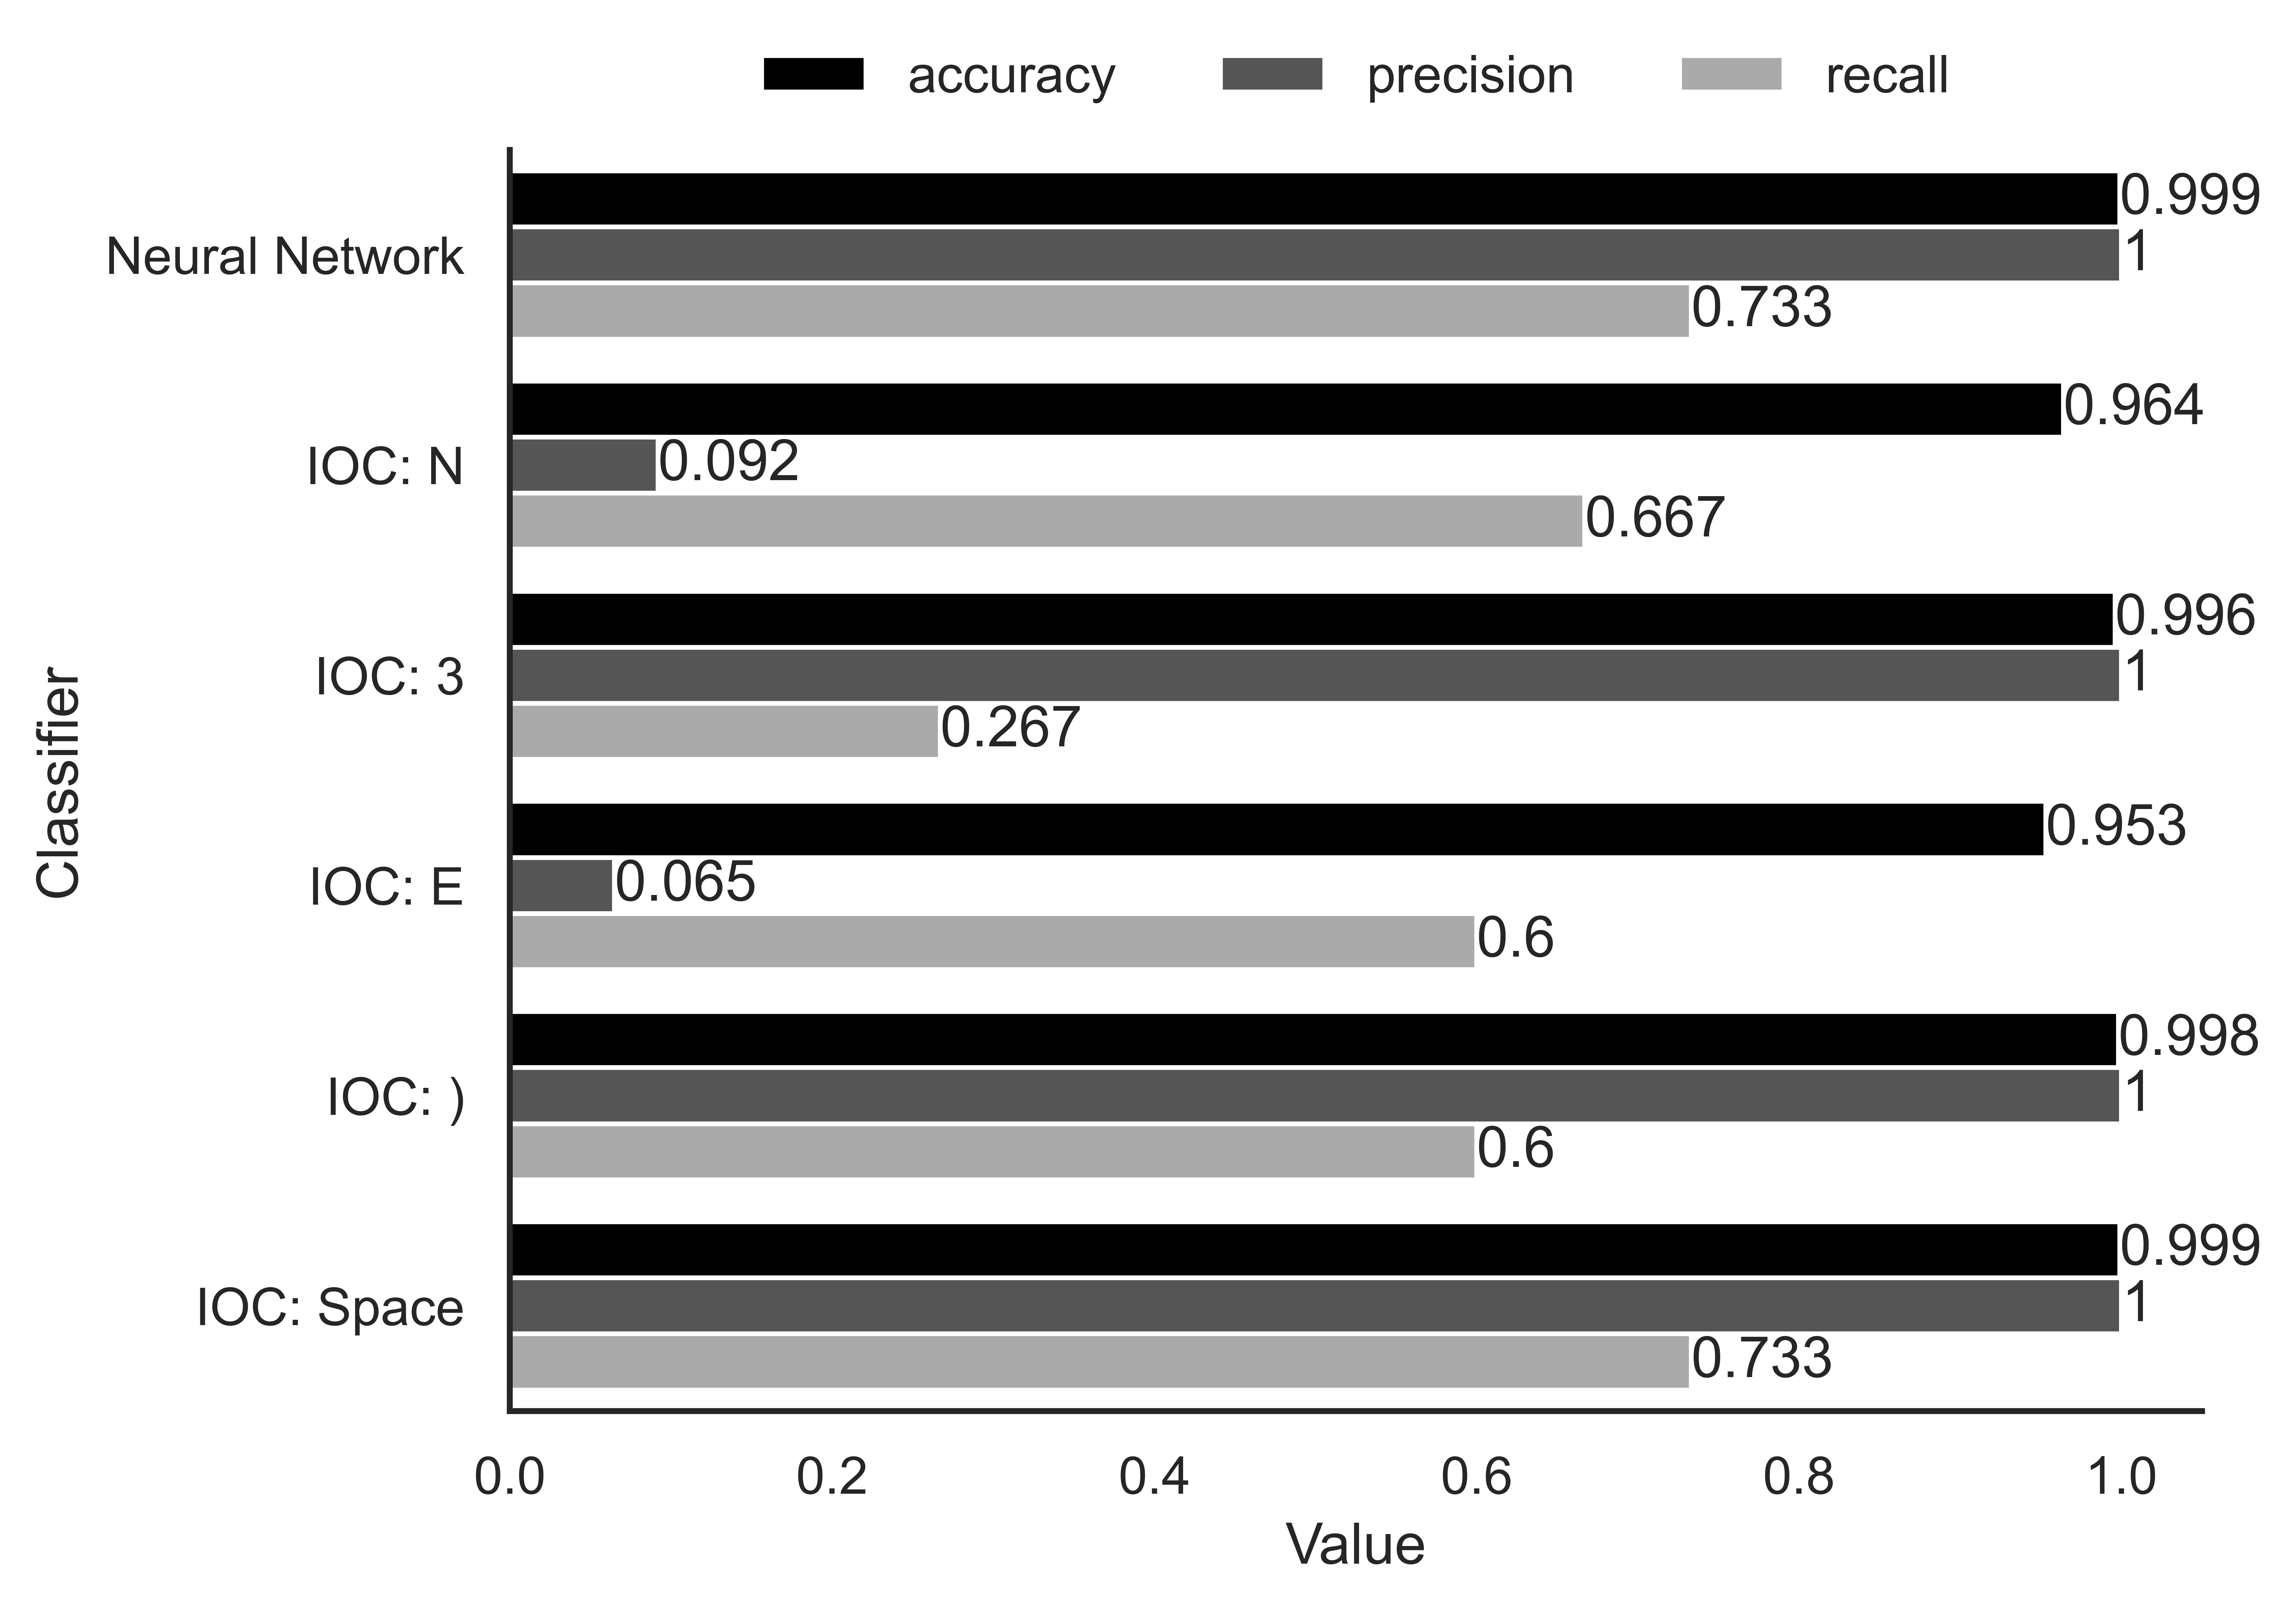 accuracy precision recall
Neural Network
0.999
1
0.733
IOC: N
0.964
0.092
0.667
IOC: 3
0.996
1
0.267
IOC: E
0.953
0.065
0.6
IOC: )
0.998
1
0.6
IOC: Space
0.999
1
0.733
Classifier
0.0 0.2 0.4 0.6 0.8 1.0
Value